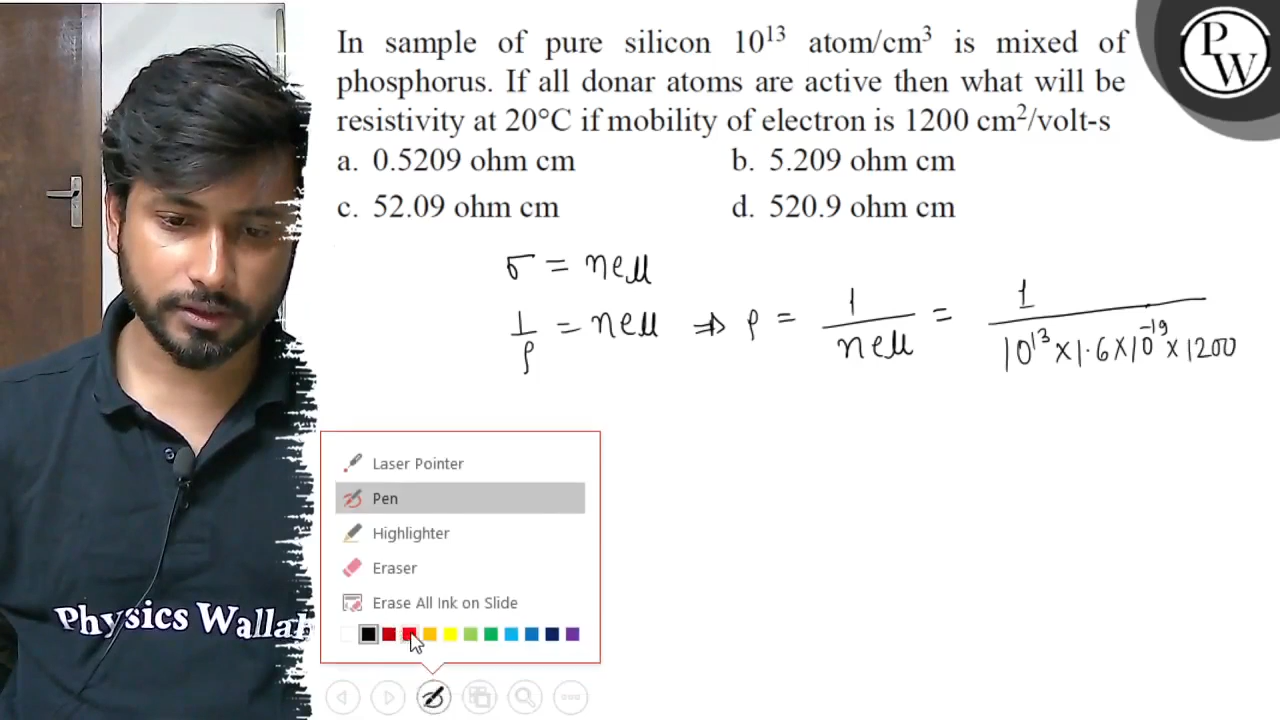 In sample of pure silicon 10¹³ atom/cm³ is mixed of
phosphorus. If all donar atoms are active then what will be
resistivity at 20°C if mobility of electron is 1200 cm²/volt-s
a. 0.5209 ohm cm b. 5.209 ohm cm
c. 52.09 ohm cm d. 520.9 ohm cm
σ = neμ
1/ρ = neμ ⇒ ρ = 1/neμ = 1/10¹³×1.6×10⁻¹⁹×1200
PW
Laser Pointer
Pen
Highlighter
Eraser
Erase All Ink on Slide
Physics Wallah